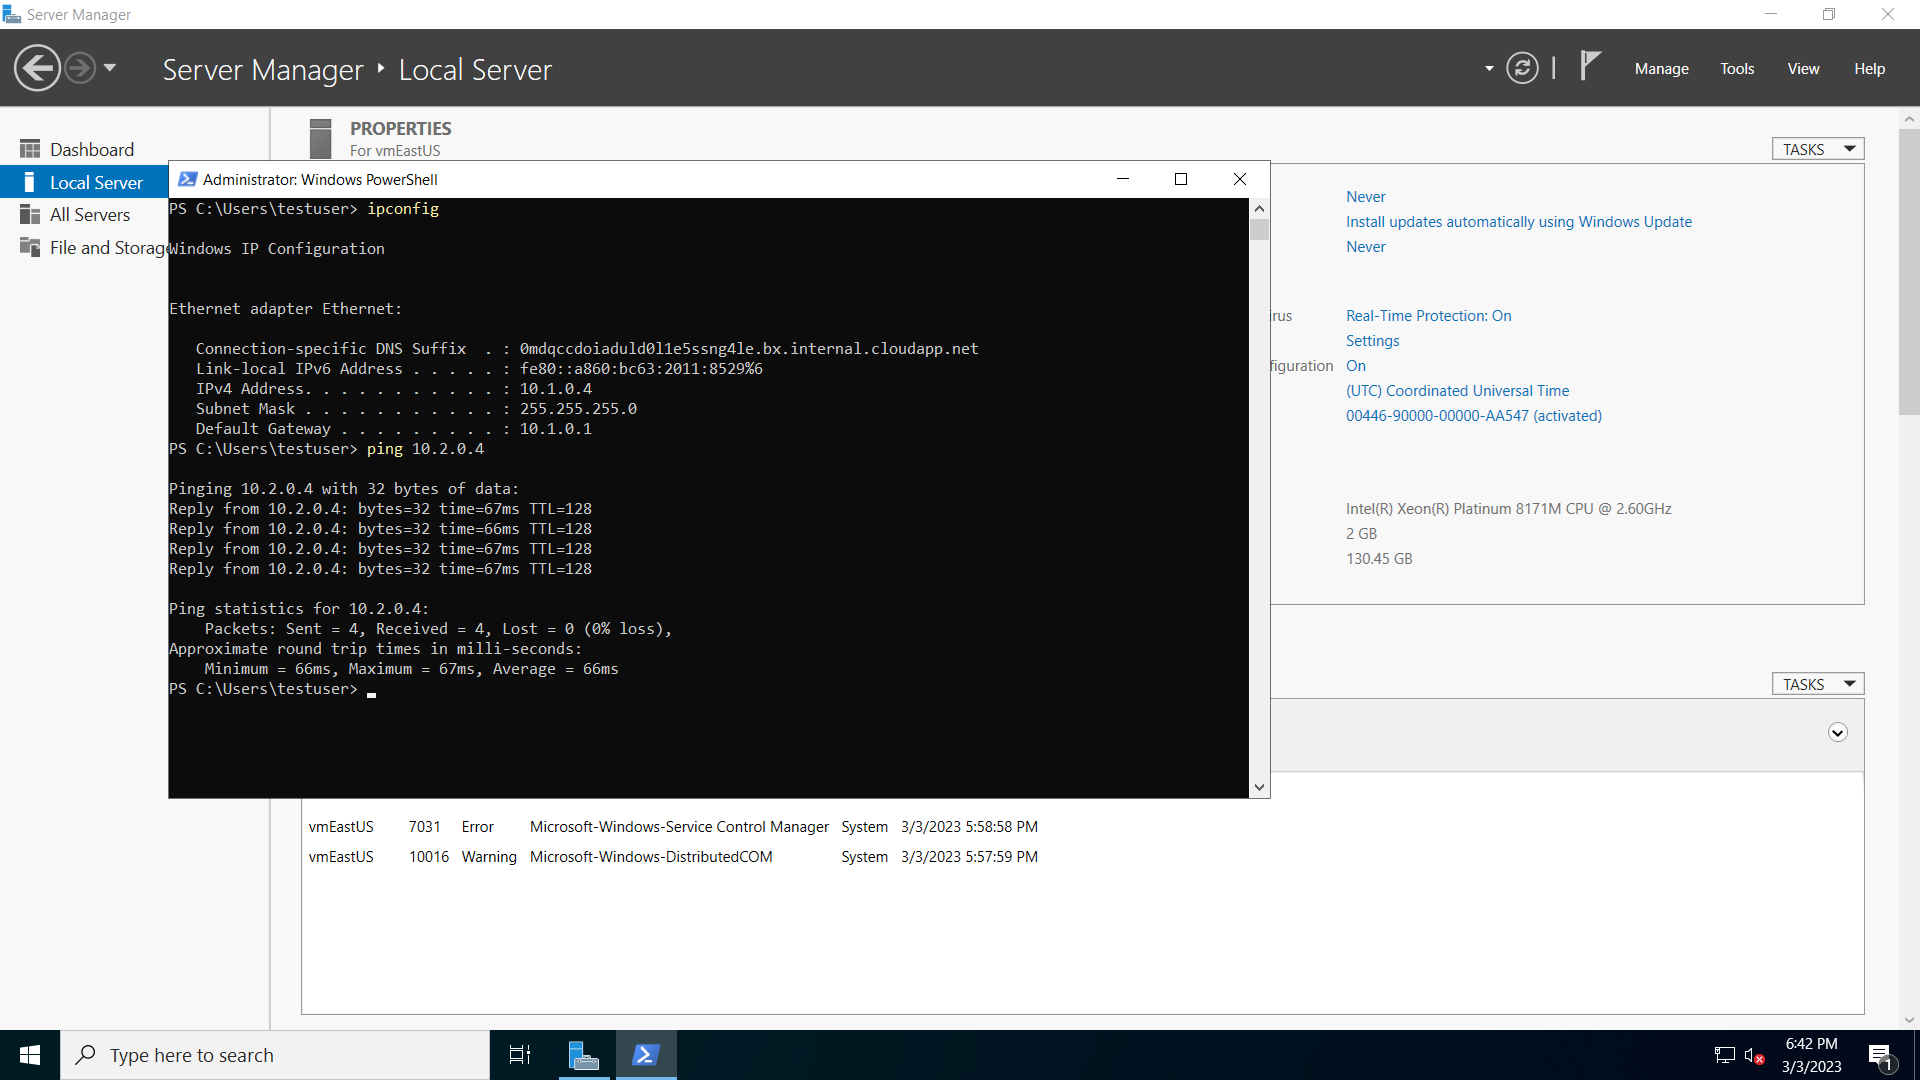 Server Manager
Server Manager ‣ Local Server
Manage Tools View Help
Dashboard
Local Server
All Servers
File and Storage
PROPERTIES
For vmEastUS
TASKS
Administrator: Windows PowerShell
PS C:\Users\testuser> ipconfig
Windows IP Configuration
Ethernet adapter Ethernet:
Connection-specific DNS Suffix  . : 0mdqccdoiaduld0l1e5ssng4le.bx.internal.cloudapp.net
Link-local IPv6 Address . . . . . : fe80::a860:bc63:2011:8529%6
IPv4 Address. . . . . . . . . . . : 10.1.0.4
Subnet Mask . . . . . . . . . . . : 255.255.255.0
Default Gateway . . . . . . . . . : 10.1.0.1
PS C:\Users\testuser> ping 10.2.0.4
Pinging 10.2.0.4 with 32 bytes of data:
Reply from 10.2.0.4: bytes=32 time=67ms TTL=128
Reply from 10.2.0.4: bytes=32 time=66ms TTL=128
Reply from 10.2.0.4: bytes=32 time=67ms TTL=128
Reply from 10.2.0.4: bytes=32 time=67ms TTL=128
Ping statistics for 10.2.0.4:
Packets: Sent = 4, Received = 4, Lost = 0 (0% loss),
Approximate round trip times in milli-seconds:
Minimum = 66ms, Maximum = 67ms, Average = 66ms
PS C:\Users\testuser>
Never
Install updates automatically using Windows Update
Never
irus Real-Time Protection: On
Settings
figuration On
(UTC) Coordinated Universal Time
00446-90000-00000-AA547 (activated)
Intel(R) Xeon(R) Platinum 8171M CPU @ 2.60GHz
2 GB
130.45 GB
TASKS
vmEastUS 7031 Error Microsoft-Windows-Service Control Manager System 3/3/2023 5:58:58 PM
vmEastUS 10016 Warning Microsoft-Windows-DistributedCOM System 3/3/2023 5:57:59 PM
Type here to search
6:42 PM
3/3/2023
1